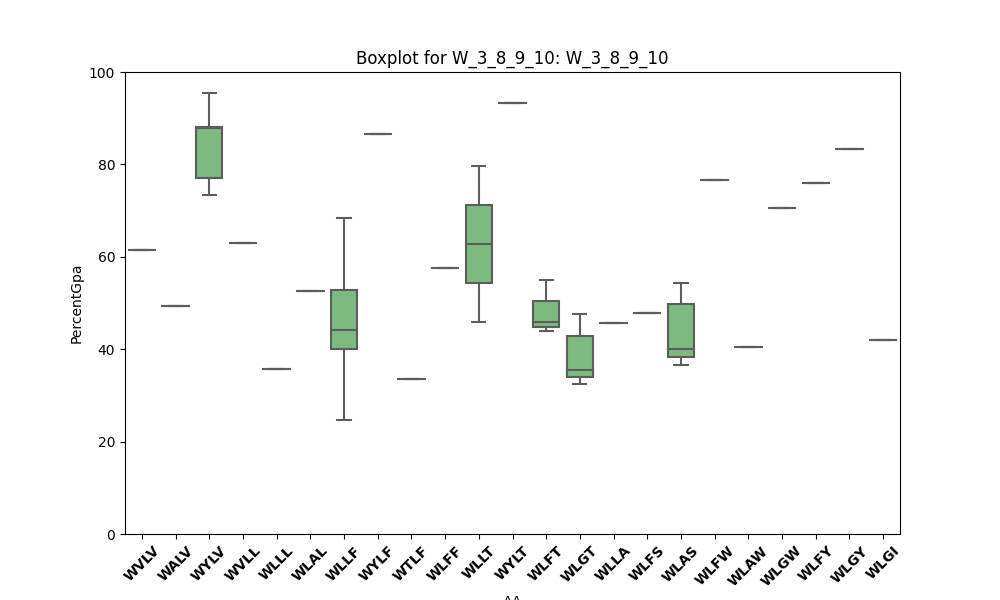 Boxplot for W_3_8_9_10: W_3_8_9_10
100
80
60
40
20
0
PercentGpa
WVLV WALV WYLV WVLL WLLL WLAL WLLF WYLF WTLF WLFF WLLT WYLT WLFT WLGT WLLA WLFS WLAS WLFW WLAW WLGW WLFY WLGY WLGI
AA